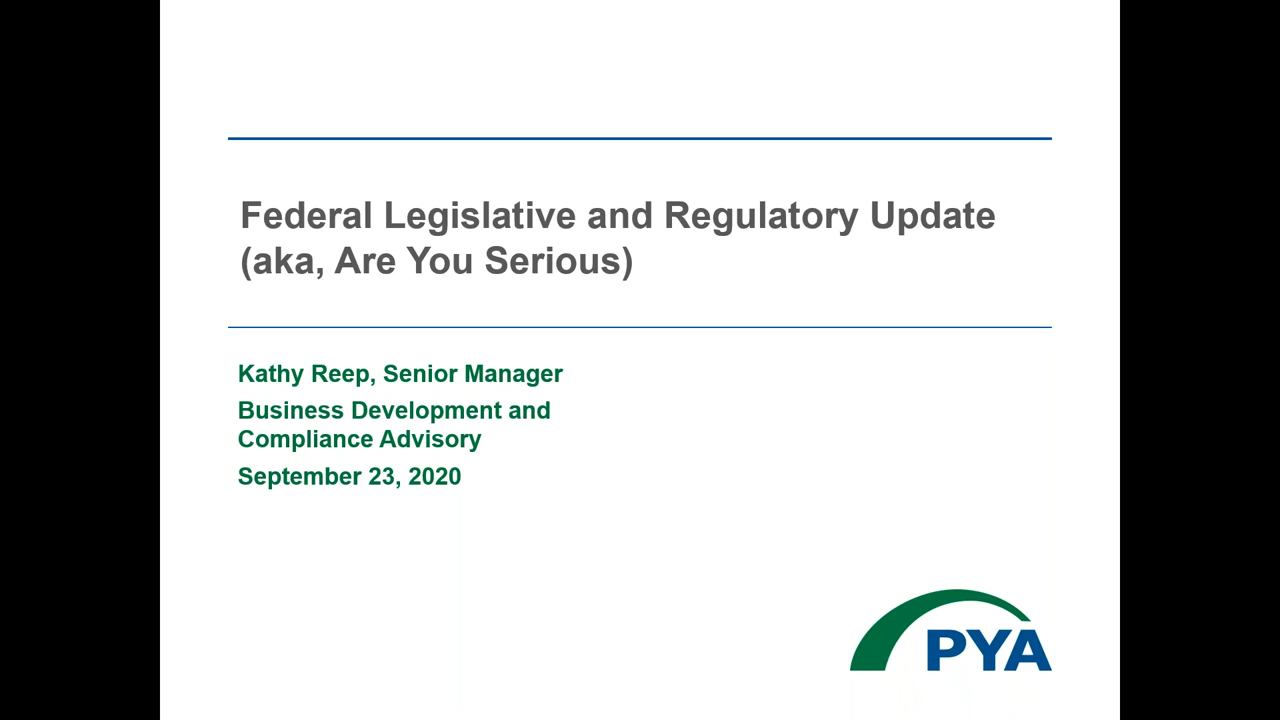 Federal Legislative and Regulatory Update
(aka, Are You Serious)
Kathy Reep, Senior Manager
Business Development and
Compliance Advisory
September 23, 2020
PYA